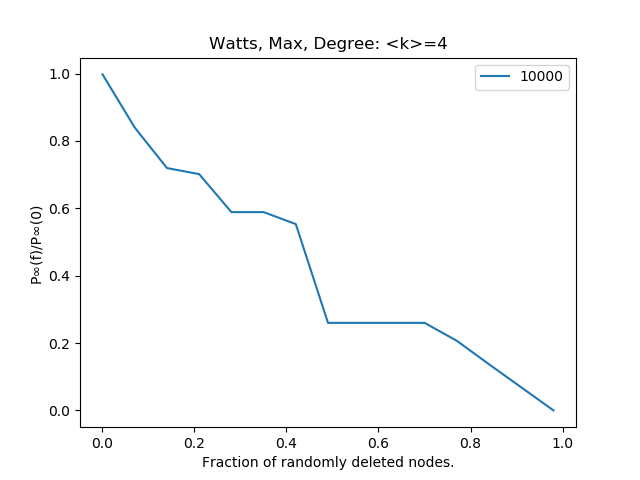 Watts, Max, Degree: <k>=4
10000
1.0
0.8
0.6
0.4
0.2
0.0
P∞(f)/P∞(0)
0.0 0.2 0.4 0.6 0.8 1.0
Fraction of randomly deleted nodes.